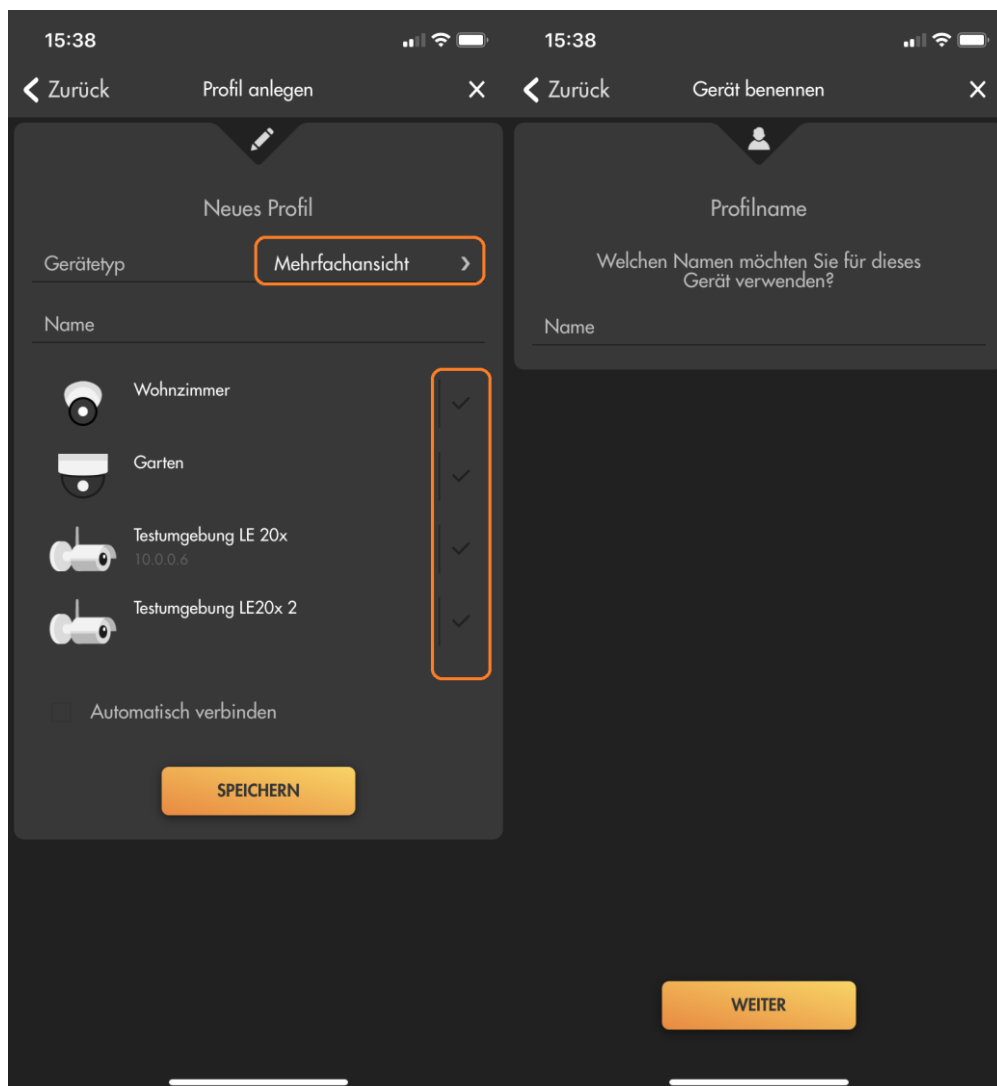 15:38
Zurück
Profil anlegen
Neues Profil
Gerätetyp
Mehrfachansicht
Name
Wohnzimmer
Garten
Testumgebung LE 20x
10.0.0.6
Testumgebung LE20x 2
Automatisch verbinden
SPEICHERN
15:38
Zurück
Gerät benennen
Profilname
Welchen Namen möchten Sie für dieses
Gerät verwenden?
Name
WEITER